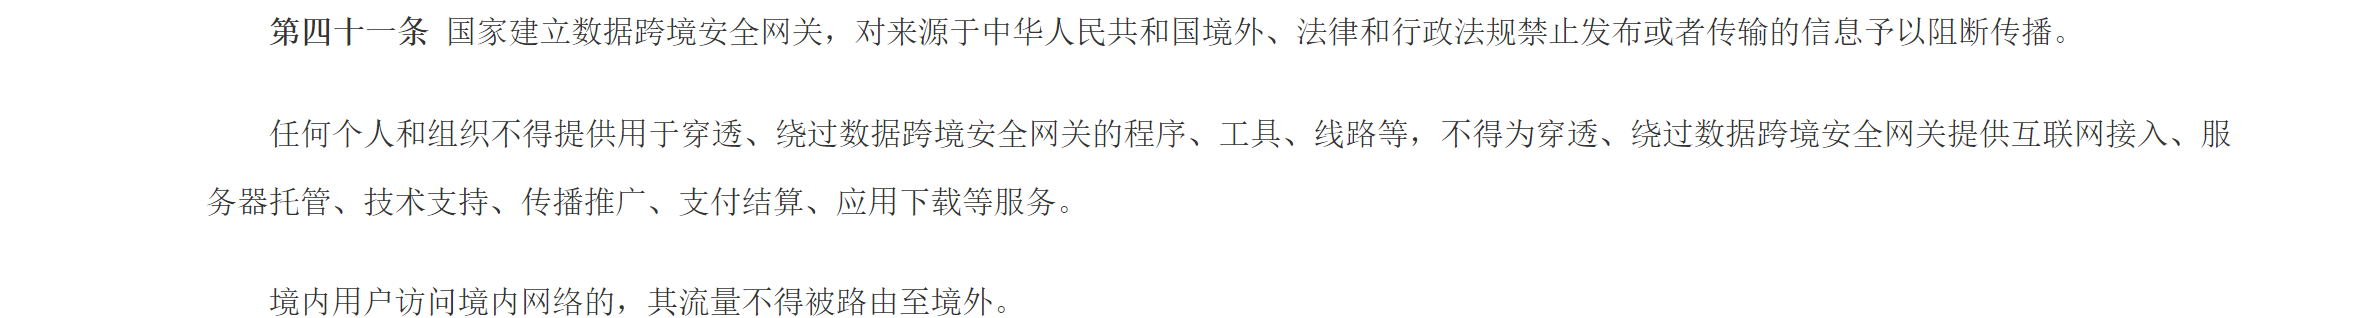 第四十一条 国家建立数据跨境安全网关，对来源于中华人民共和国境外、法律和行政法规禁止发布或者传输的信息予以阻断传播。
任何个人和组织不得提供用于穿透、绕过数据跨境安全网关的程序、工具、线路等，不得为穿透、绕过数据跨境安全网关提供互联网接入、服
务器托管、技术支持、传播推广、支付结算、应用下载等服务。
境内用户访问境内网络的，其流量不得被路由至境外。